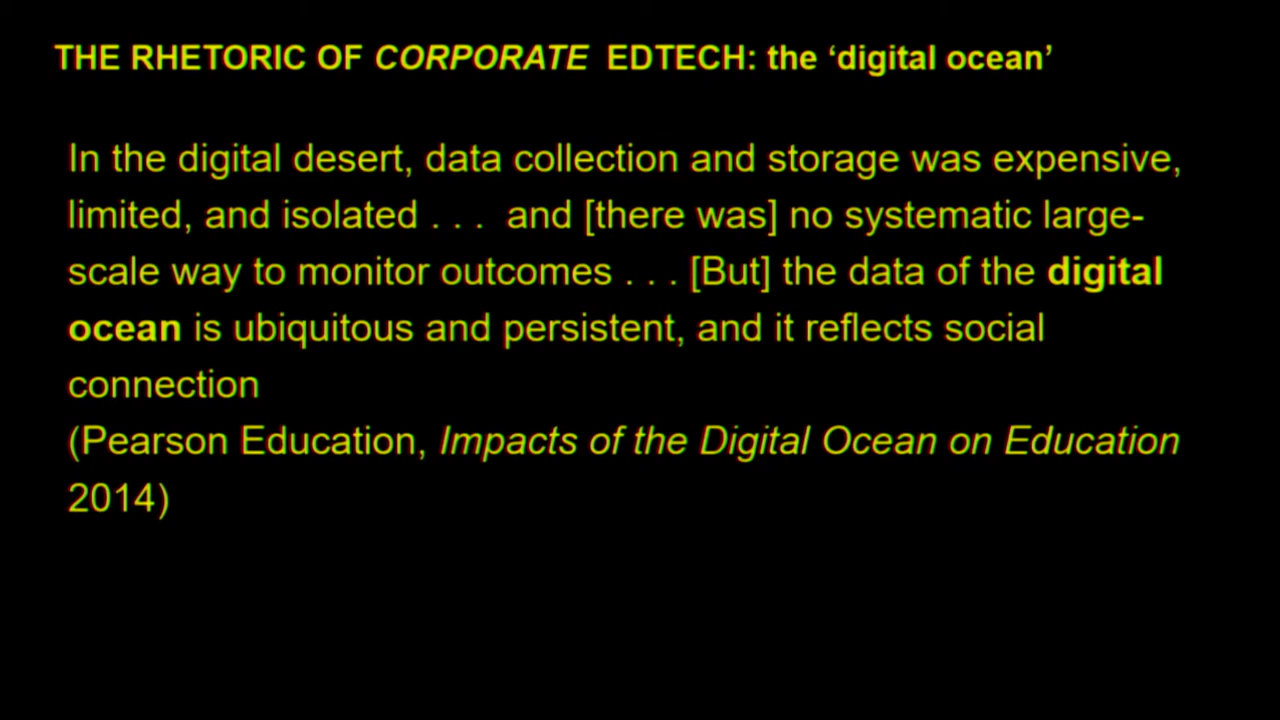 THE RHETORIC OF CORPORATE EDTECH: the ‘digital ocean’
In the digital desert, data collection and storage was expensive,
limited, and isolated . . . and [there was] no systematic large-
scale way to monitor outcomes . . . [But] the data of the digital
ocean is ubiquitous and persistent, and it reflects social
connection
(Pearson Education, Impacts of the Digital Ocean on Education
2014)